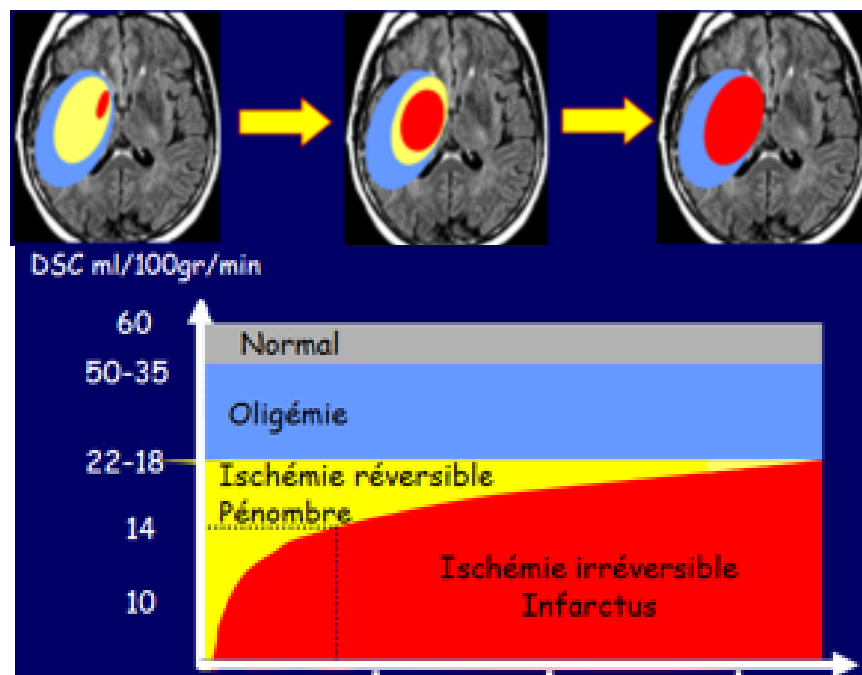 DSC ml/100gr/min
60
Normal
50-35
Oligémie
22-18
Ischémie réversible
Pénombre
14
Ischémie irréversible
10
Infarctus